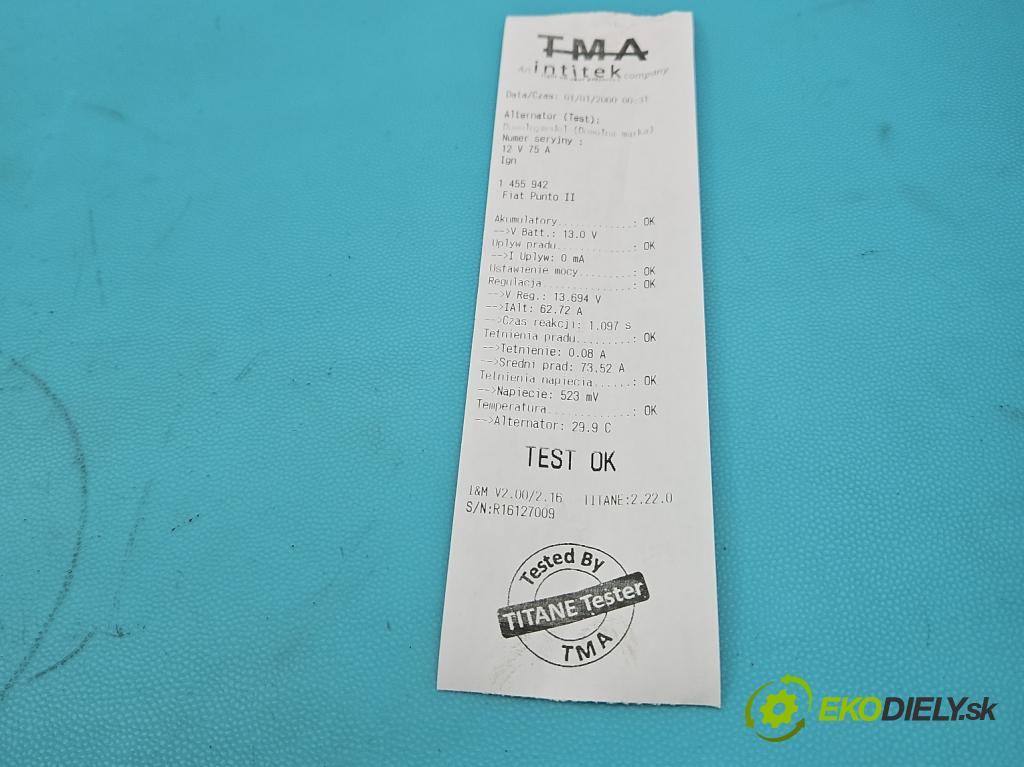 TMA
An intitek company
Data/Czas: 01/01/2000 00:31
Alternator (Test):
(Dowolna marka)
Numer seryjny :
12 V 75 A
Ign
1 455 942
Fiat Punto II
Akumulatory...........: OK
-->V Batt.: 13.0 V
Uplyw pradu...........: OK
-->I Uplyw: 0 mA
Ustawienie mocy.......: OK
Regulacja.............: OK
-->V Reg.: 13.694 V
-->IAlt: 62.72 A
-->Czas reakcji: 1.097 s
Tetnienia pradu........: OK
-->Tetnienie: 0.08 A
-->Sredni prad: 73.52 A
Tetnienia napiecia.....: OK
-->Napiecie: 523 mV
Temperatura............: OK
-->Alternator: 29.9 C
TEST OK
I&M V2.00/2.16 TITANE:2.22.0
S/N:R16127009
Tested By
TITANE Tester
TMA
EKODIELY.sk